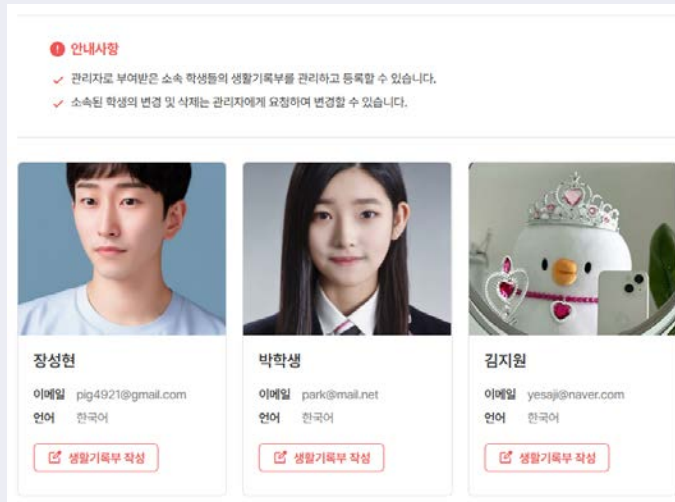 안내사항
관리자로 부여받은 소속 학생들의 생활기록부를 관리하고 등록할 수 있습니다.
소속된 학생의 변경 및 삭제는 관리자에게 요청하여 변경할 수 있습니다.
장성현
이메일 pig4921@gmail.com
언어 한국어
생활기록부 작성
박학생
이메일 park@mail.net
언어 한국어
생활기록부 작성
김지원
이메일 yesaji@naver.com
언어 한국어
생활기록부 작성